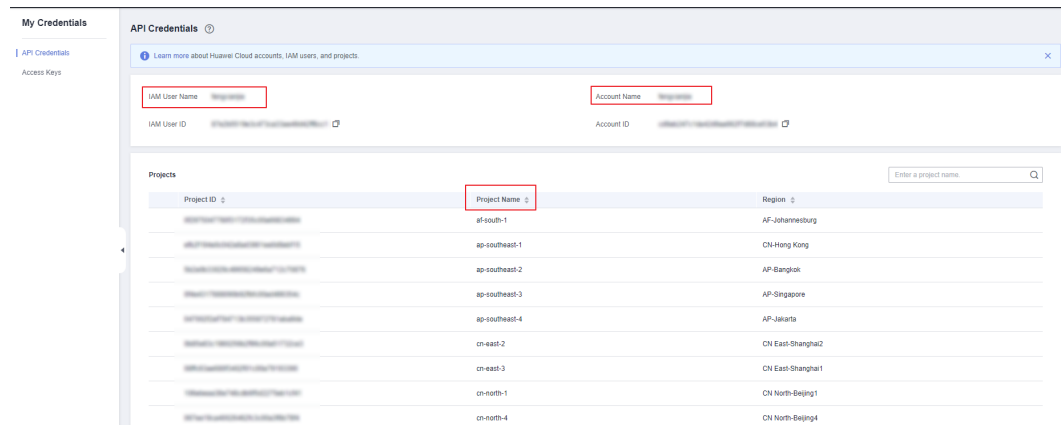 My Credentials
API Credentials
Access Keys
API Credentials
Learn more about Huawei Cloud accounts, IAM users, and projects.
IAM User Name
Account Name
IAM User ID
Account ID
Projects
Enter a project name.
Project ID Project Name Region
af-south-1 AF-Johannesburg
ap-southeast-1 CN-Hong Kong
ap-southeast-2 AP-Bangkok
ap-southeast-3 AP-Singapore
ap-southeast-4 AP-Jakarta
cn-east-2 CN East-Shanghai2
cn-east-3 CN East-Shanghai1
cn-north-1 CN North-Beijing1
cn-north-4 CN North-Beijing4